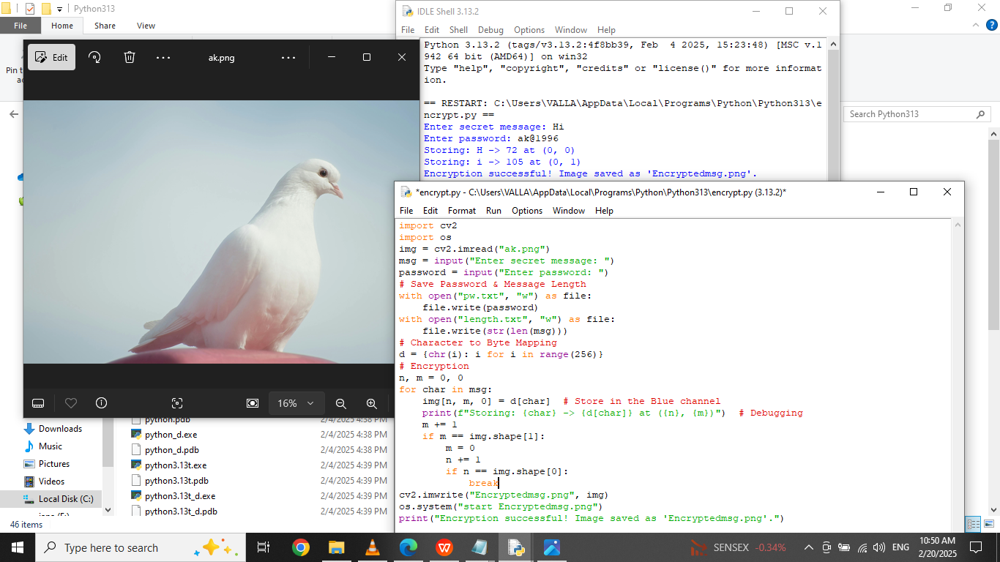 Python313
File
Home
Share
View
Pin t
a
Search Python313
Edit
ak.png
16%
IDLE Shell 3.13.2
File Edit Shell Debug Options Window Help
Python 3.13.2 (tags/v3.13.2:4f8bb39, Feb  4 2025, 15:23:48) [MSC v.1
942 64 bit (AMD64)] on win32
Type "help", "copyright", "credits" or "license()" for more informat
ion.
== RESTART: C:\Users\VALLA\AppData\Local\Programs\Python\Python313\e
ncrypt.py ==
Enter secret message: Hi
Enter password: ak@1996
Storing: H -> 72 at (0, 0)
Storing: i -> 105 at (0, 1)
Encryption successful! Image saved as 'Encryptedmsg.png'.
*encrypt.py - C:\Users\VALLA\AppData\Local\Programs\Python\Python313\encrypt.py (3.13.2)*
File Edit Format Run Options Window Help
import cv2
import os
img = cv2.imread("ak.png")
msg = input("Enter secret message: ")
password = input("Enter password: ")
# Save Password & Message Length
with open("pw.txt", "w") as file:
    file.write(password)
with open("length.txt", "w") as file:
    file.write(str(len(msg)))
# Character to Byte Mapping
d = {chr(i): i for i in range(256)}
# Encryption
n, m = 0, 0
for char in msg:
    img[n, m, 0] = d[char]  # Store in the Blue channel
    print(f"Storing: {char} -> {d[char]} at ({n}, {m})")  # Debugging
    m += 1
    if m == img.shape[1]:
        m = 0
        n += 1
        if n == img.shape[0]:
            break
cv2.imwrite("Encryptedmsg.png", img)
os.system("start Encryptedmsg.png")
print("Encryption successful! Image saved as 'Encryptedmsg.png'.")
Downloads
Music
Pictures
Videos
Local Disk (C:)
python.pdb 2/4/2025 4:38 PM
python_d.exe 2/4/2025 4:38 PM
python_d.pdb 2/4/2025 4:38 PM
python3.13t.exe 2/4/2025 4:39 PM
python3.13t.pdb 2/4/2025 4:39 PM
python3.13t_d.exe 2/4/2025 4:39 PM
python3.13t_d.pdb 2/4/2025 4:39 PM
46 items
Type here to search
SENSEX -0.34%
ENG
10:50 AM
2/20/2025